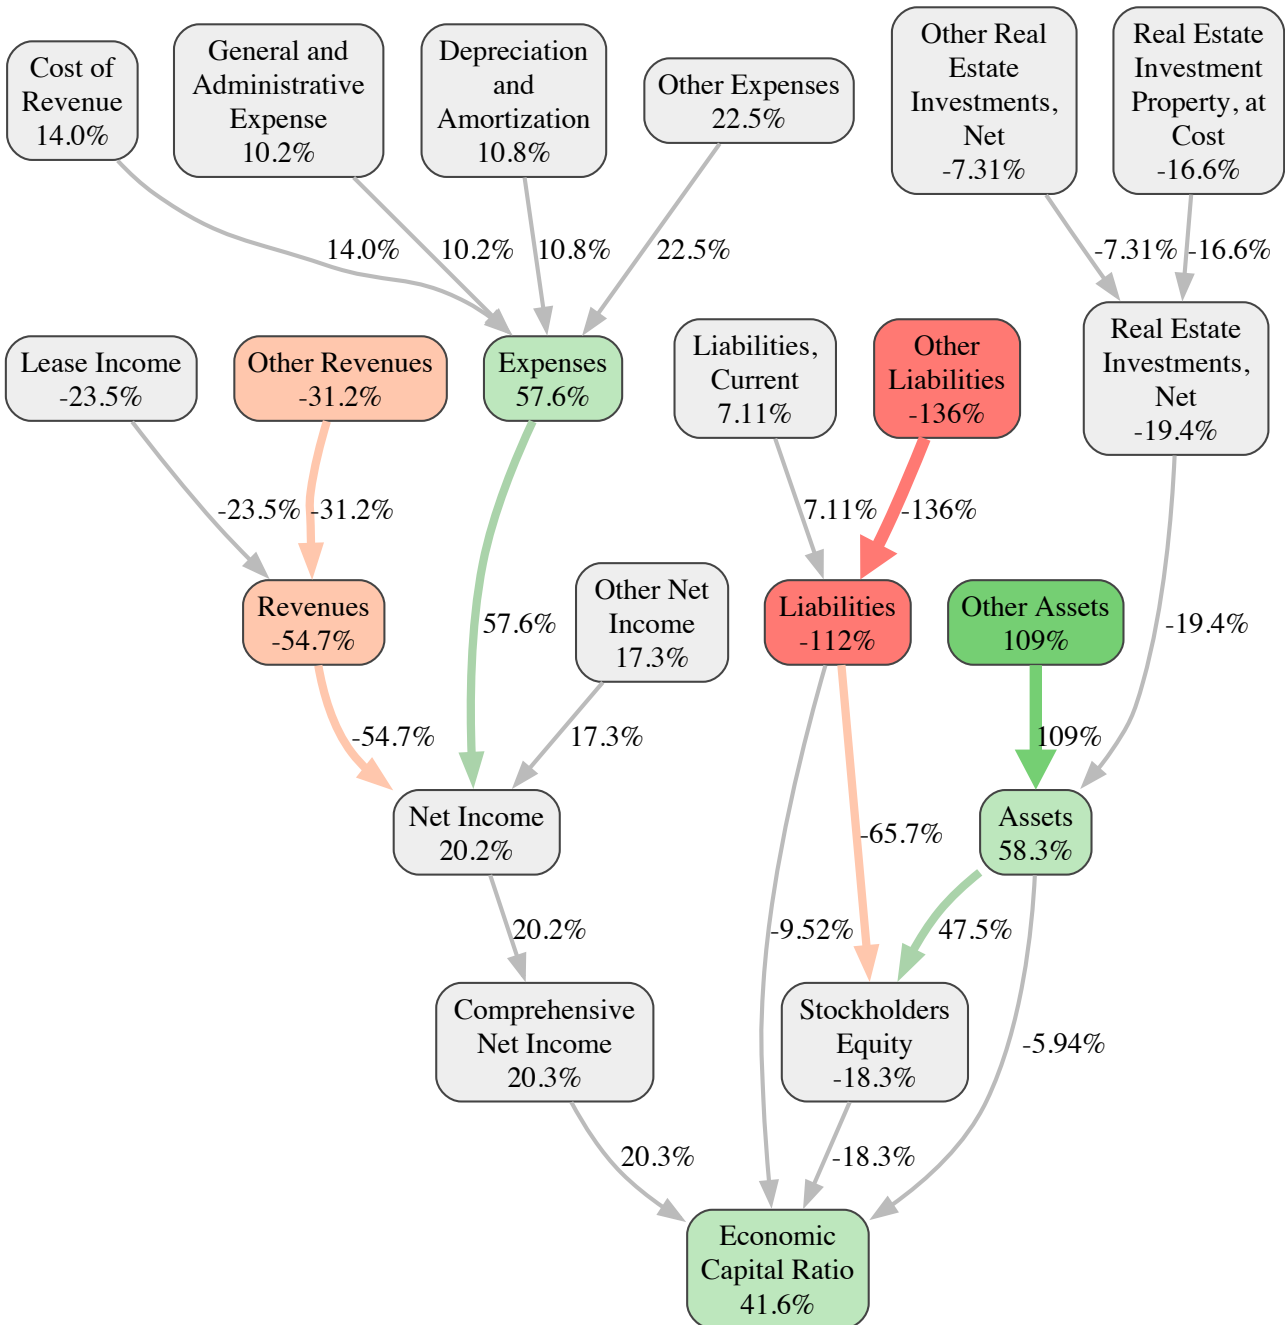 Cost of
Revenue
14.0%
General and
Administrative
Expense
10.2%
Depreciation
and
Amortization
10.8%
Other Expenses
22.5%
Other Real
Estate
Investments,
Net
-7.31%
Real Estate
Investment
Property, at
Cost
-16.6%
14.0%
10.2%
10.8%
22.5%
-7.31%
-16.6%
Lease Income
-23.5%
Other Revenues
-31.2%
Expenses
57.6%
Liabilities,
Current
7.11%
Other
Liabilities
-136%
Real Estate
Investments,
Net
-19.4%
-23.5%
-31.2%
7.11%
-136%
Revenues
-54.7%
57.6%
Other Net
Income
17.3%
Liabilities
-112%
Other Assets
109%
-19.4%
-54.7%
17.3%
109%
Net Income
20.2%
-65.7%
Assets
58.3%
20.2%
-9.52%
47.5%
Comprehensive
Net Income
20.3%
Stockholders
Equity
-18.3%
-5.94%
20.3%
-18.3%
Economic
Capital Ratio
41.6%